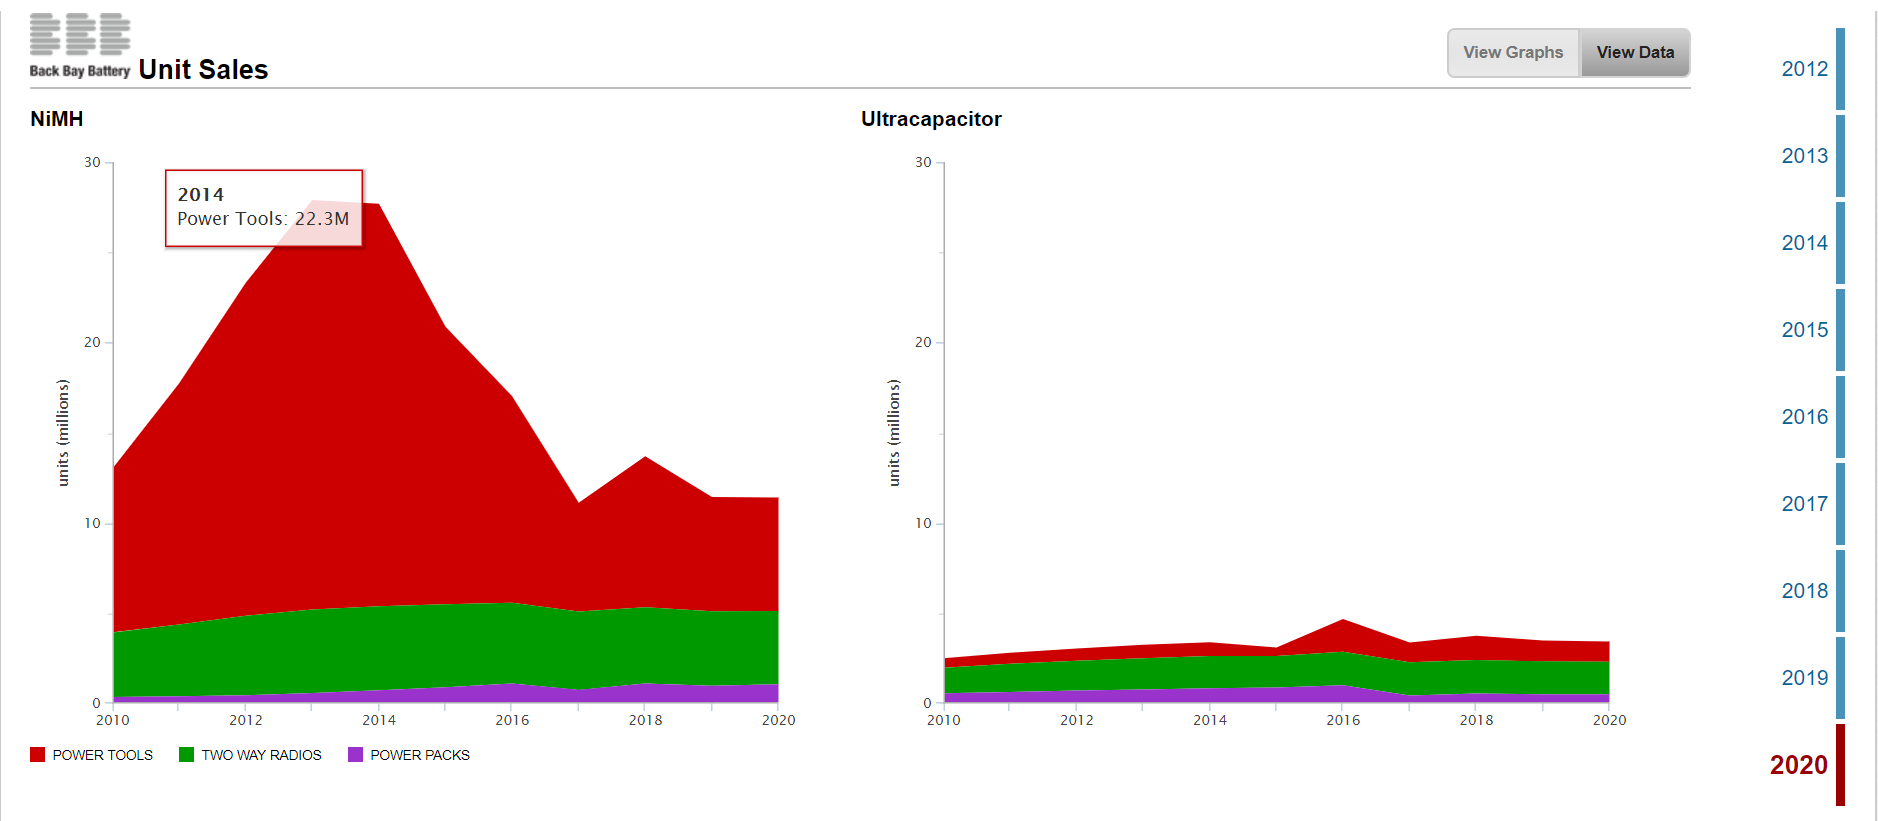 Back Bay Battery
Unit Sales
View Graphs
View Data
NiMH
30
20
10
0
units (millions)
2014
Power Tools: 22.3M
2010
2012
2014
2016
2018
2020
POWER TOOLS
TWO WAY RADIOS
POWER PACKS
Ultracapacitor
30
20
10
0
units (millions)
2010
2012
2014
2016
2018
2020
2012
2013
2014
2015
2016
2017
2018
2019
2020